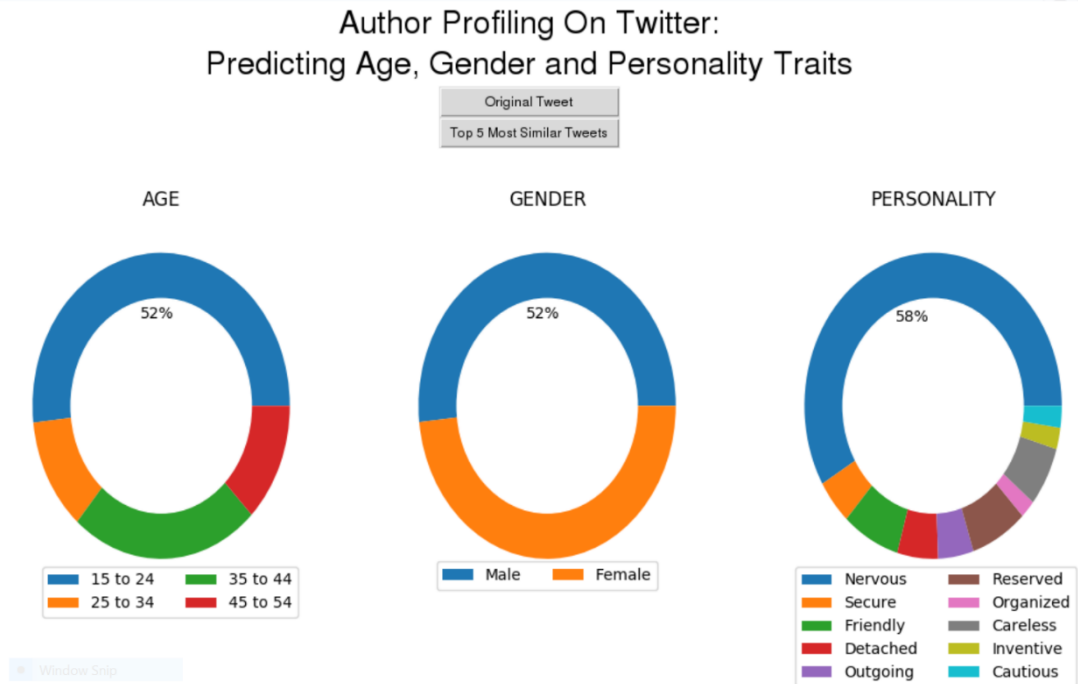 Author Profiling On Twitter:
Predicting Age, Gender and Personality Traits
Original Tweet
Top 5 Most Similar Tweets
AGE
GENDER
PERSONALITY
52%
52%
58%
15 to 24
35 to 44
25 to 34
45 to 54
Male
Female
Nervous
Reserved
Secure
Organized
Friendly
Careless
Detached
Inventive
Outgoing
Cautious
Window Snip